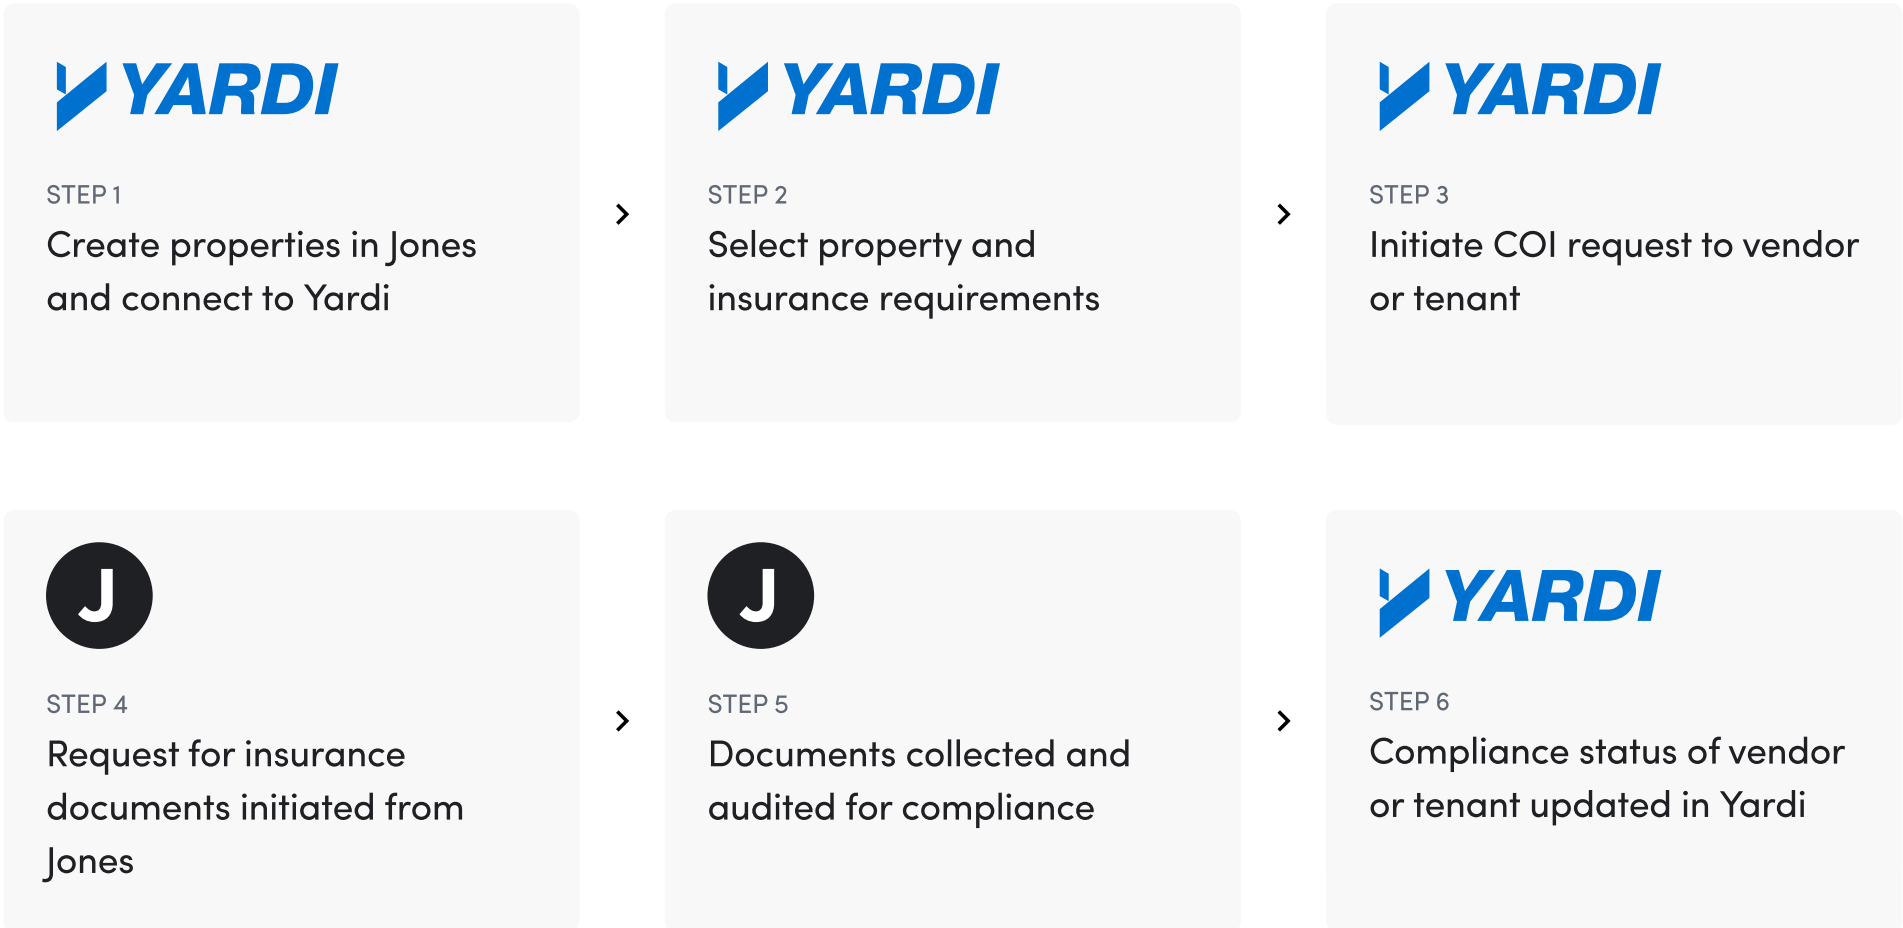 YARDI
STEP 1
Create properties in Jones
and connect to Yardi
YARDI
STEP 2
Select property and
insurance requirements
YARDI
STEP 3
Initiate COI request to vendor
or tenant
J
STEP 4
Request for insurance
documents initiated from
Jones
J
STEP 5
Documents collected and
audited for compliance
YARDI
STEP 6
Compliance status of vendor
or tenant updated in Yardi